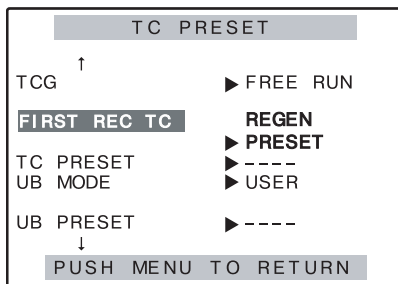 TC PRESET
↑
TCG ▶ FREE RUN
FIRST REC TC REGEN
▶ PRESET
TC PRESET ▶ ----
UB MODE ▶ USER
UB PRESET ▶ ----
↓
PUSH MENU TO RETURN